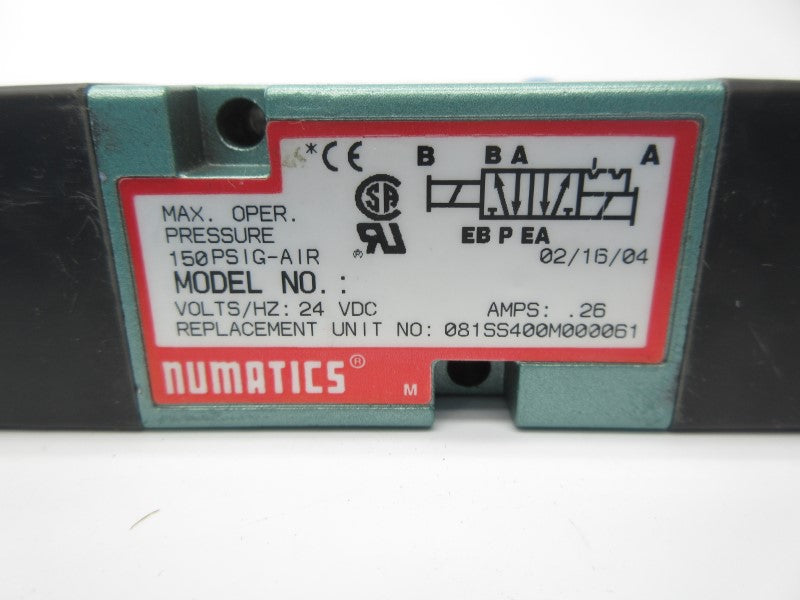 * CE B B A A
SA
MAX. OPER.
PRESSURE EB P EA
150PSIG-AIR ® 02/16/04
MODEL NO.:
VOLTS/HZ: 24 VDC AMPS: .26
REPLACEMENT UNIT NO: 081SS400M000061
NUMATICS® M